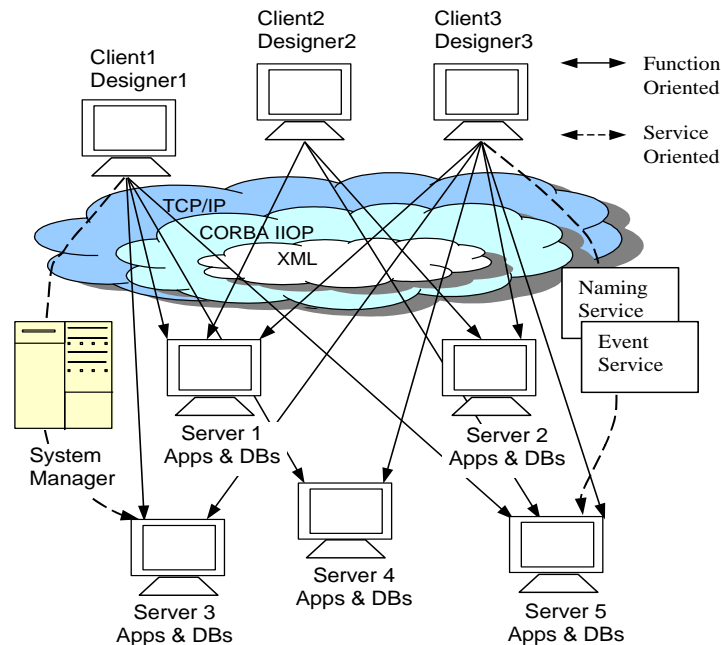 Client1
Designer1
Client2
Designer2
Client3
Designer3
Function
Oriented
Service
Oriented
TCP/IP
CORBA IIOP
XML
Naming
Service
Event
Service
System
Manager
Server 1
Apps & DBs
Server 2
Apps & DBs
Server 3
Apps & DBs
Server 4
Apps & DBs
Server 5
Apps & DBs